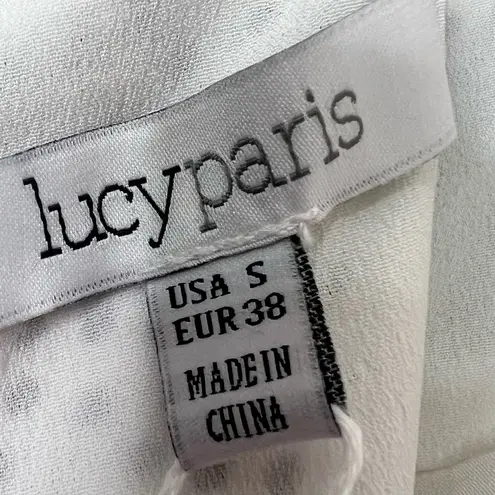 lucyparis
USA S
EUR 38
MADE IN
CHINA